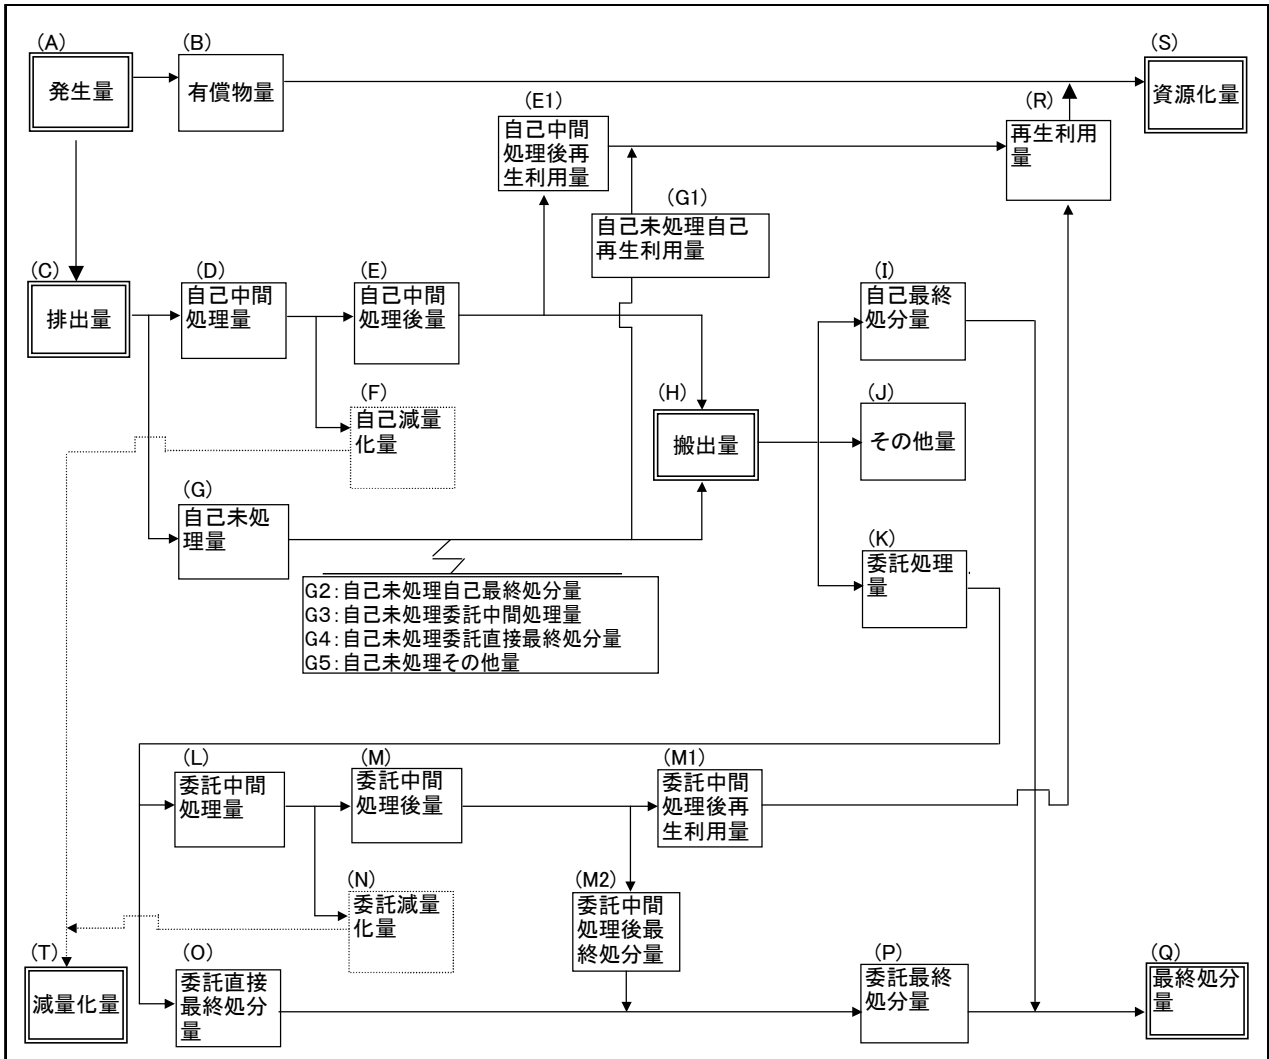 (A)
発生量
(B)
有償物量
(S)
資源化量
(E1)
自己中間
処理後再
生利用量
(R)
再生利用
量
(G1)
自己未処理自己
再生利用量
(C)
排出量
(D)
自己中間
処理量
(E)
自己中間
処理後量
(I)
自己最終
処分量
(F)
自己減量
化量
(H)
搬出量
(J)
その他量
(G)
自己未処
理量
(K)
委託処理
量
G2:自己未処理自己最終処分量
G3:自己未処理委託中間処理量
G4:自己未処理委託直接最終処分量
G5:自己未処理その他量
(L)
委託中間
処理量
(M)
委託中間
処理後量
(M1)
委託中間
処理後再
生利用量
(N)
委託減量
化量
(M2)
委託中間
処理後最
終処分量
(T)
減量化量
(O)
委託直接
最終処分
量
(P)
委託最終
処分量
(Q)
最終処分
量